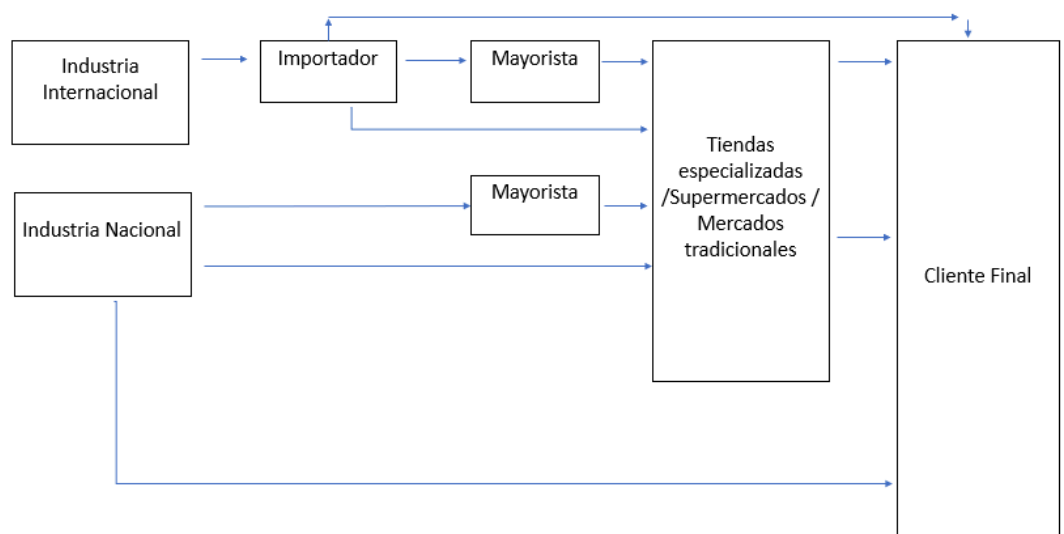 Industria
Internacional
Importador
Mayorista
Tiendas
especializadas
/Supermercados /
Mercados
tradicionales
Industria Nacional
Mayorista
Cliente Final